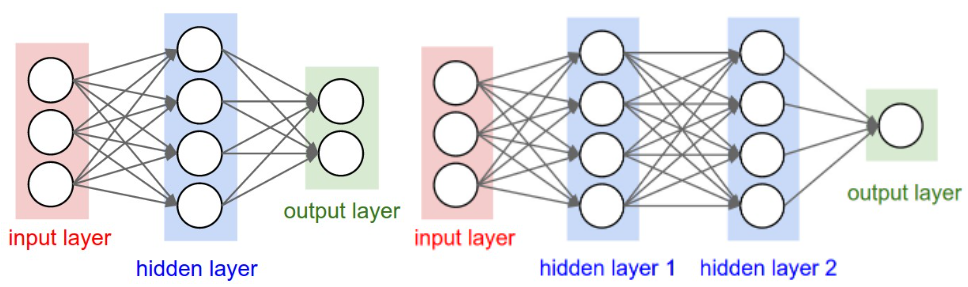 input layer
hidden layer
output layer
input layer
hidden layer 1
hidden layer 2
output layer